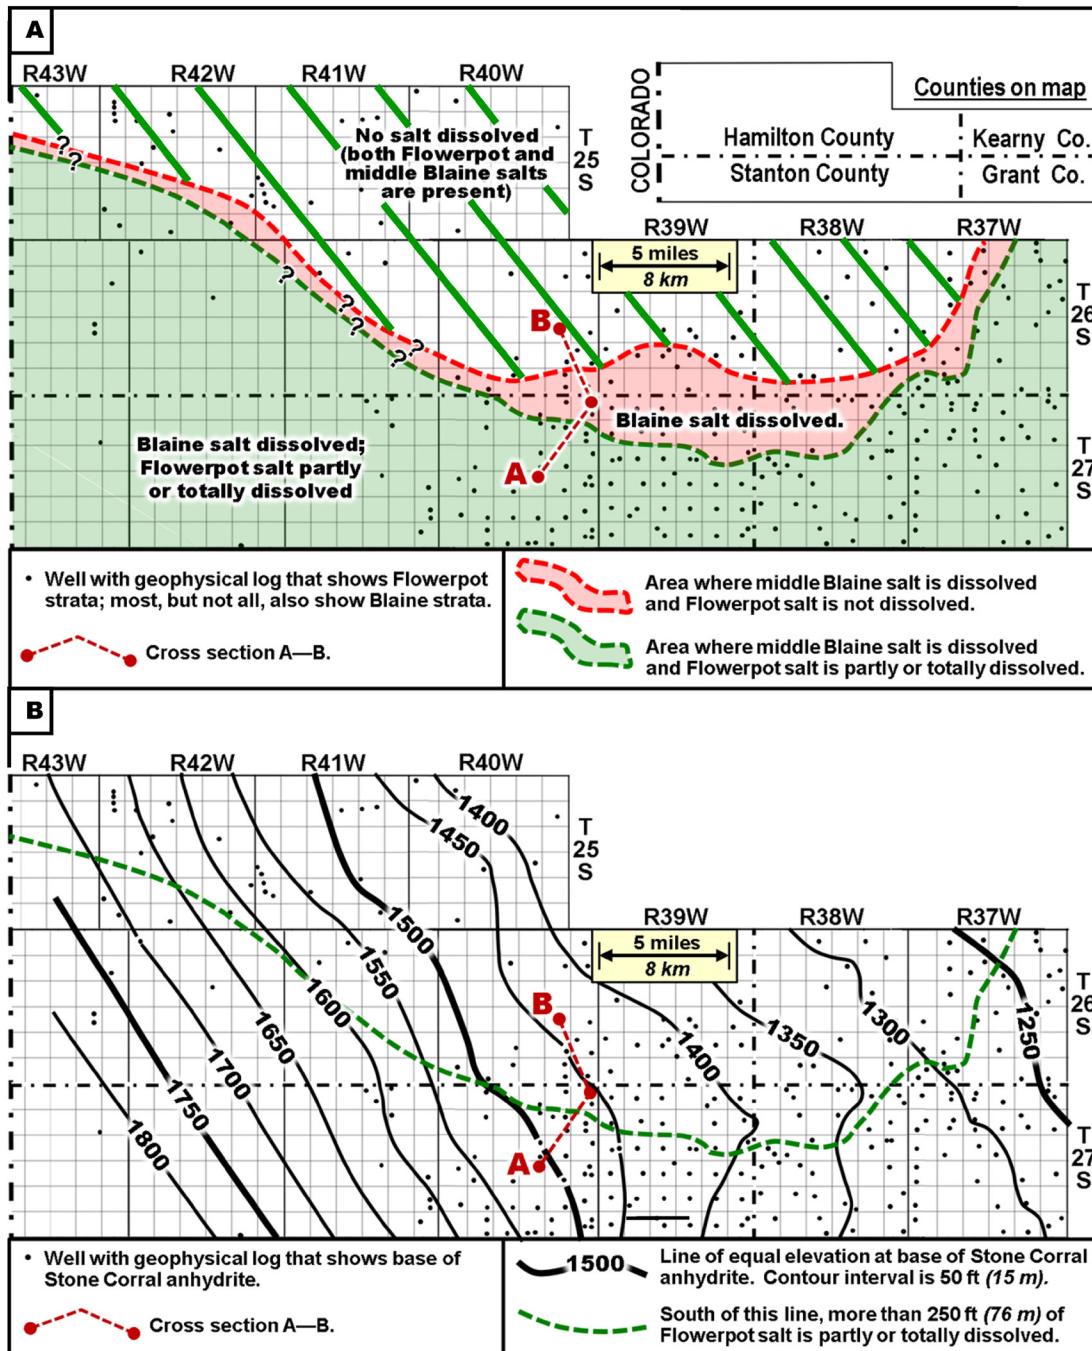 A
R43W R42W R41W R40W
No salt dissolved
(both Flowerpot and
middle Blaine salts
are present)
T
25
S
COLORADO
Counties on map
Hamilton County
Kearny Co.
Stanton County
Grant Co.
R39W R38W R37W
5 miles
8 km
T
26
S
?
?
?
?
?
?
?
B
Blaine salt dissolved.
A
Blaine salt dissolved;
Flowerpot salt partly
or totally dissolved
T
27
S
Well with geophysical log that shows Flowerpot
strata; most, but not all, also show Blaine strata.
Cross section A—B.
Area where middle Blaine salt is dissolved
and Flowerpot salt is not dissolved.
Area where middle Blaine salt is dissolved
and Flowerpot salt is partly or totally dissolved.
B
R43W R42W R41W R40W
1400
1450
T
25
S
R39W R38W R37W
1500
1550
1600
1650
1700
1750
1800
5 miles
8 km
1400
1350
1300
1250
T
26
S
B
A
T
27
S
Well with geophysical log that shows base of
Stone Corral anhydrite.
Cross section A—B.
1500
Line of equal elevation at base of Stone Corral
anhydrite. Contour interval is 50 ft (15 m).
South of this line, more than 250 ft (76 m) of
Flowerpot salt is partly or totally dissolved.